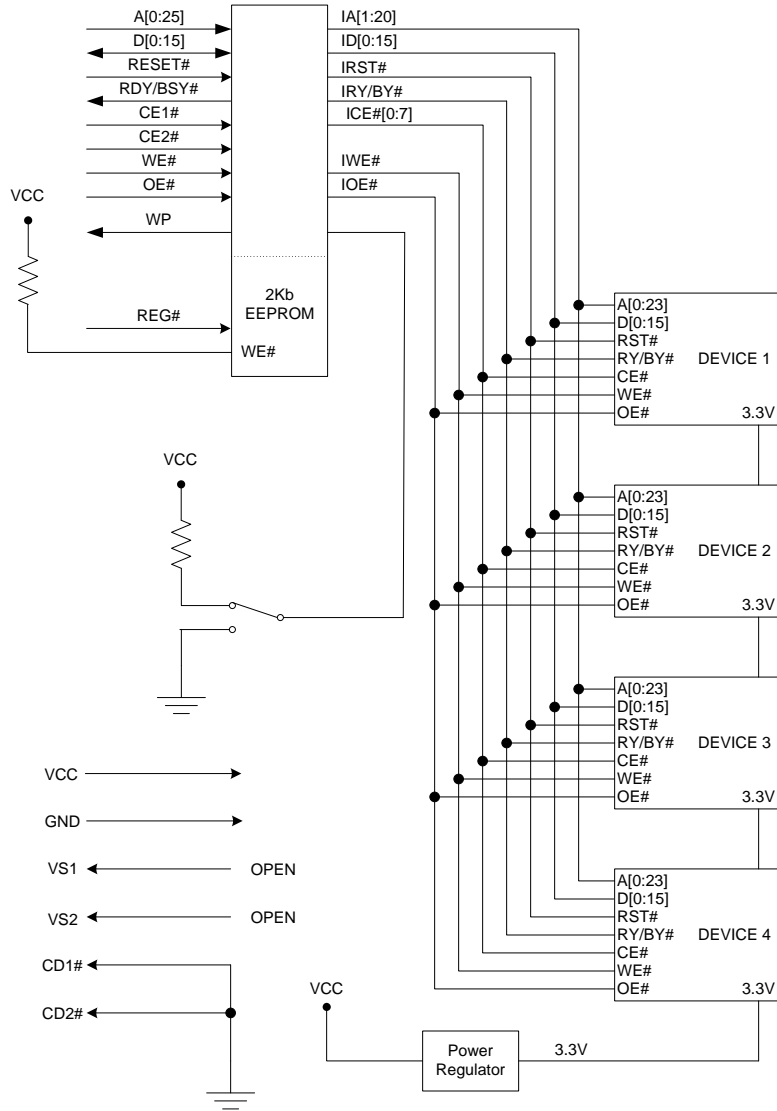 A[0:25]
IA[1:20]
D[0:15]
ID[0:15]
RESET#
IRST#
RDY/BSY#
IRY/BY#
CE1#
ICE#[0:7]
CE2#
WE#
IWE#
OE#
IOE#
VCC
WP
2Kb
EEPROM
REG#
WE#
A[0:23]
D[0:15]
RST#
RY/BY#
DEVICE 1
CE#
WE#
OE#
3.3V
VCC
A[0:23]
D[0:15]
RST#
RY/BY#
DEVICE 2
CE#
WE#
OE#
3.3V
A[0:23]
D[0:15]
RST#
RY/BY#
DEVICE 3
CE#
WE#
OE#
3.3V
VCC
GND
VS1
OPEN
VS2
OPEN
CD1#
CD2#
A[0:23]
D[0:15]
RST#
RY/BY#
DEVICE 4
CE#
WE#
OE#
3.3V
VCC
Power
Regulator
3.3V